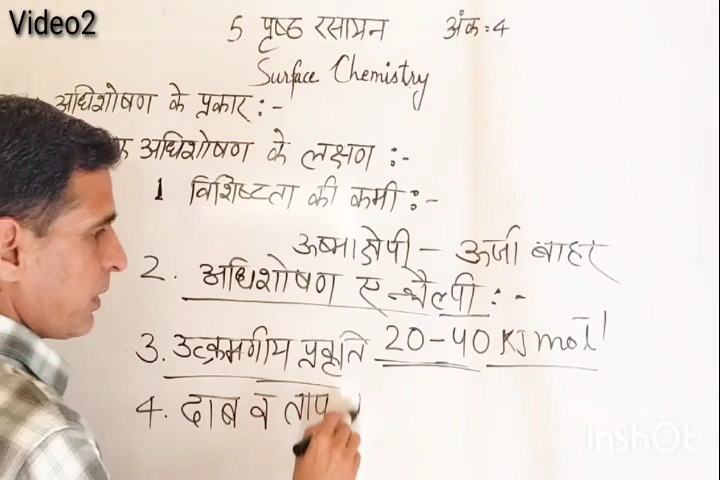 Video2
5. पृष्ठ रसायन अंक:4
Surface Chemistry
अधिशोषण के प्रकार:-
अधिशोषण के लक्षण:-
1 विशिष्टता की कमी:-
ऊष्माक्षेपी - ऊर्जा बाहर
2. अधिशोषण एन्थैल्पी:-
3. उत्क्रमणीय प्रकृति 20-40 KJ mol⁻¹
4. दाब व ताप
InShOt